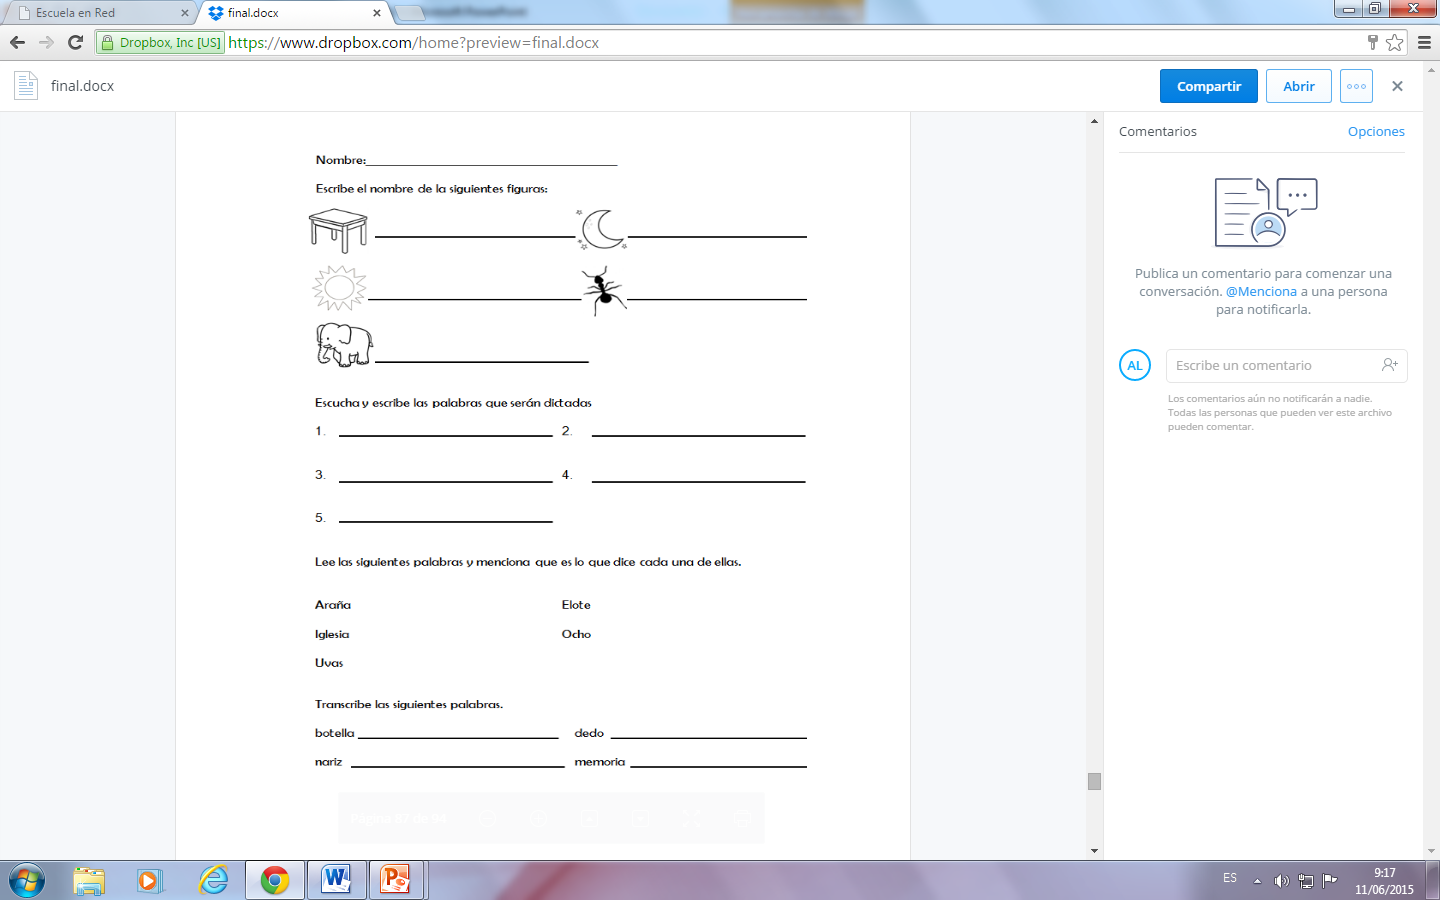 Escuela en Red
final.docx
Dropbox, Inc [US]
https://www.dropbox.com/home?preview=final.docx
final.docx
Compartir
Abrir
Nombre:
Escribe el nombre de la siguientes figuras:
Escucha y escribe las palabras que serán dictadas
1. 2.
3. 4.
5.
Lee las siguientes palabras y menciona que es lo que dice cada una de ellas.
Araña Elote
Iglesia Ocho
Uvas
Transcribe las siguientes palabras.
botella dedo
nariz memoria
Comentarios Opciones
Publica un comentario para comenzar una
conversación. @Menciona a una persona
para notificarla.
AL
Escribe un comentario
Los comentarios aún no notificarán a nadie.
Todas las personas que pueden ver este archivo
pueden comentar.
ES
9:17
11/06/2015